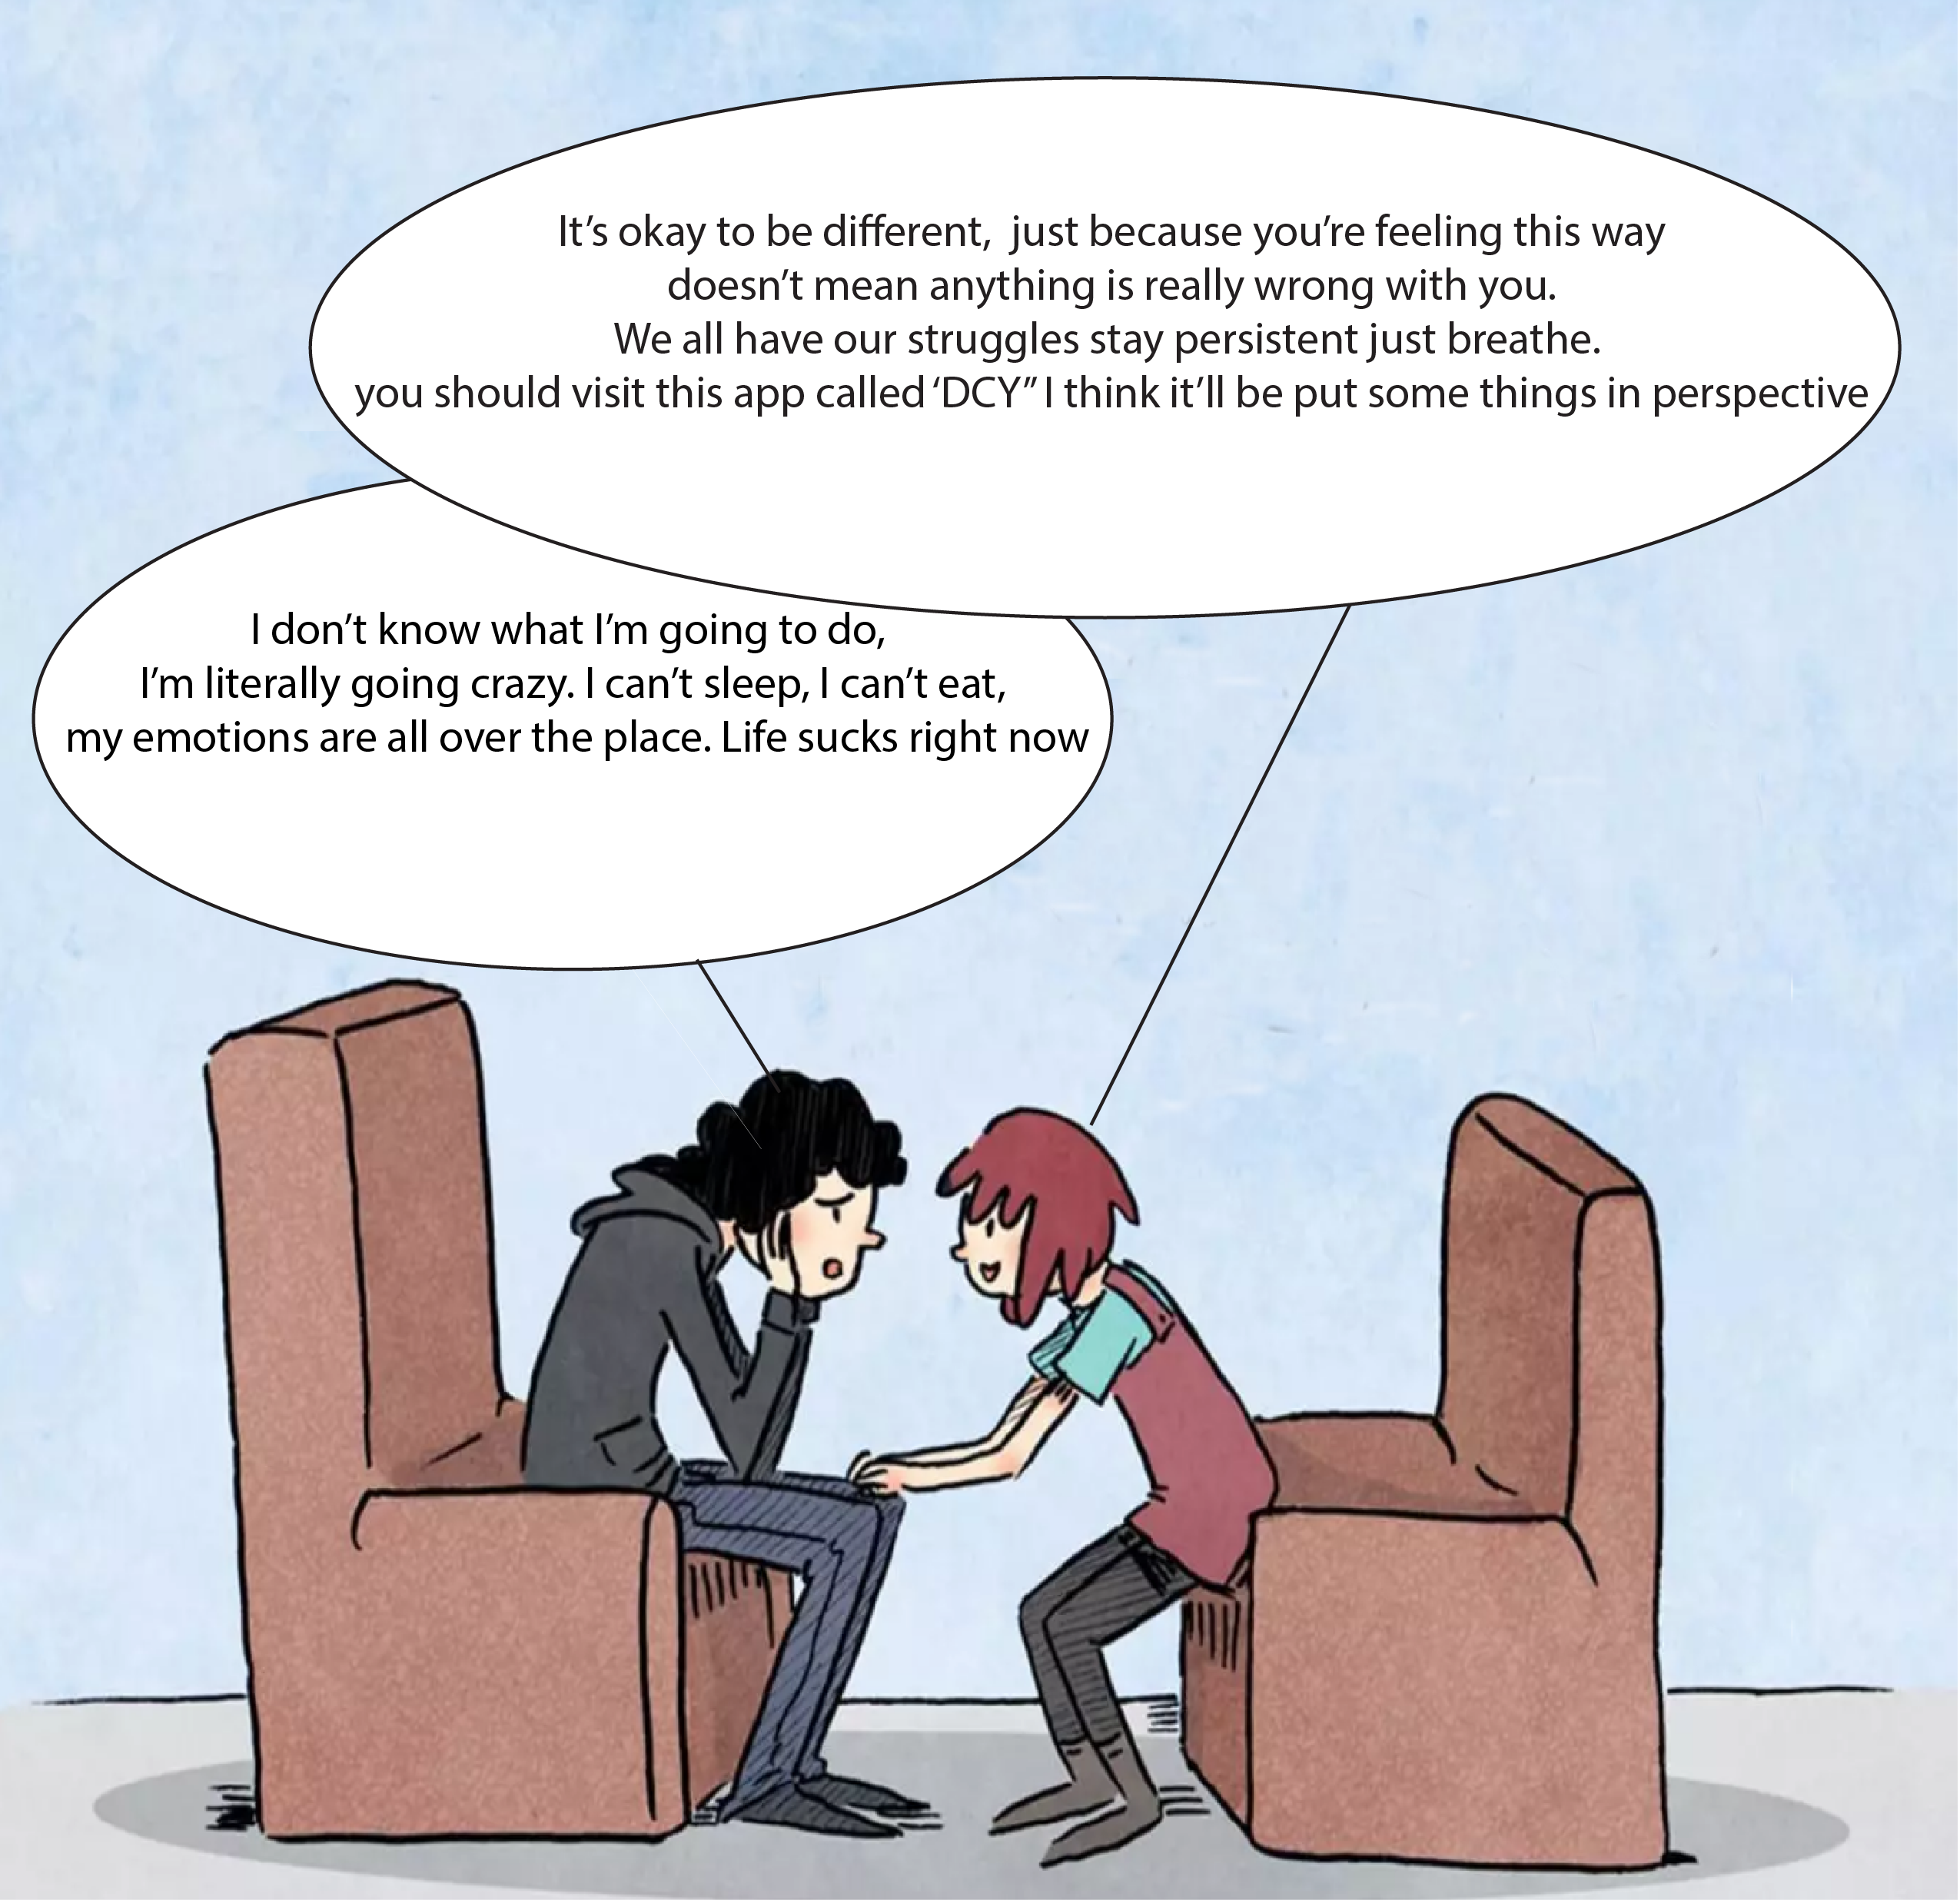 It’s okay to be different,  just because you’re feeling this way
doesn’t mean anything is really wrong with you.
We all have our struggles stay persistent just breathe.
you should visit this app called ‘DCY” I think it’ll be put some things in perspective
I don’t know what I’m going to do,
I’m literally going crazy. I can’t sleep, I can’t eat,
my emotions are all over the place. Life sucks right now